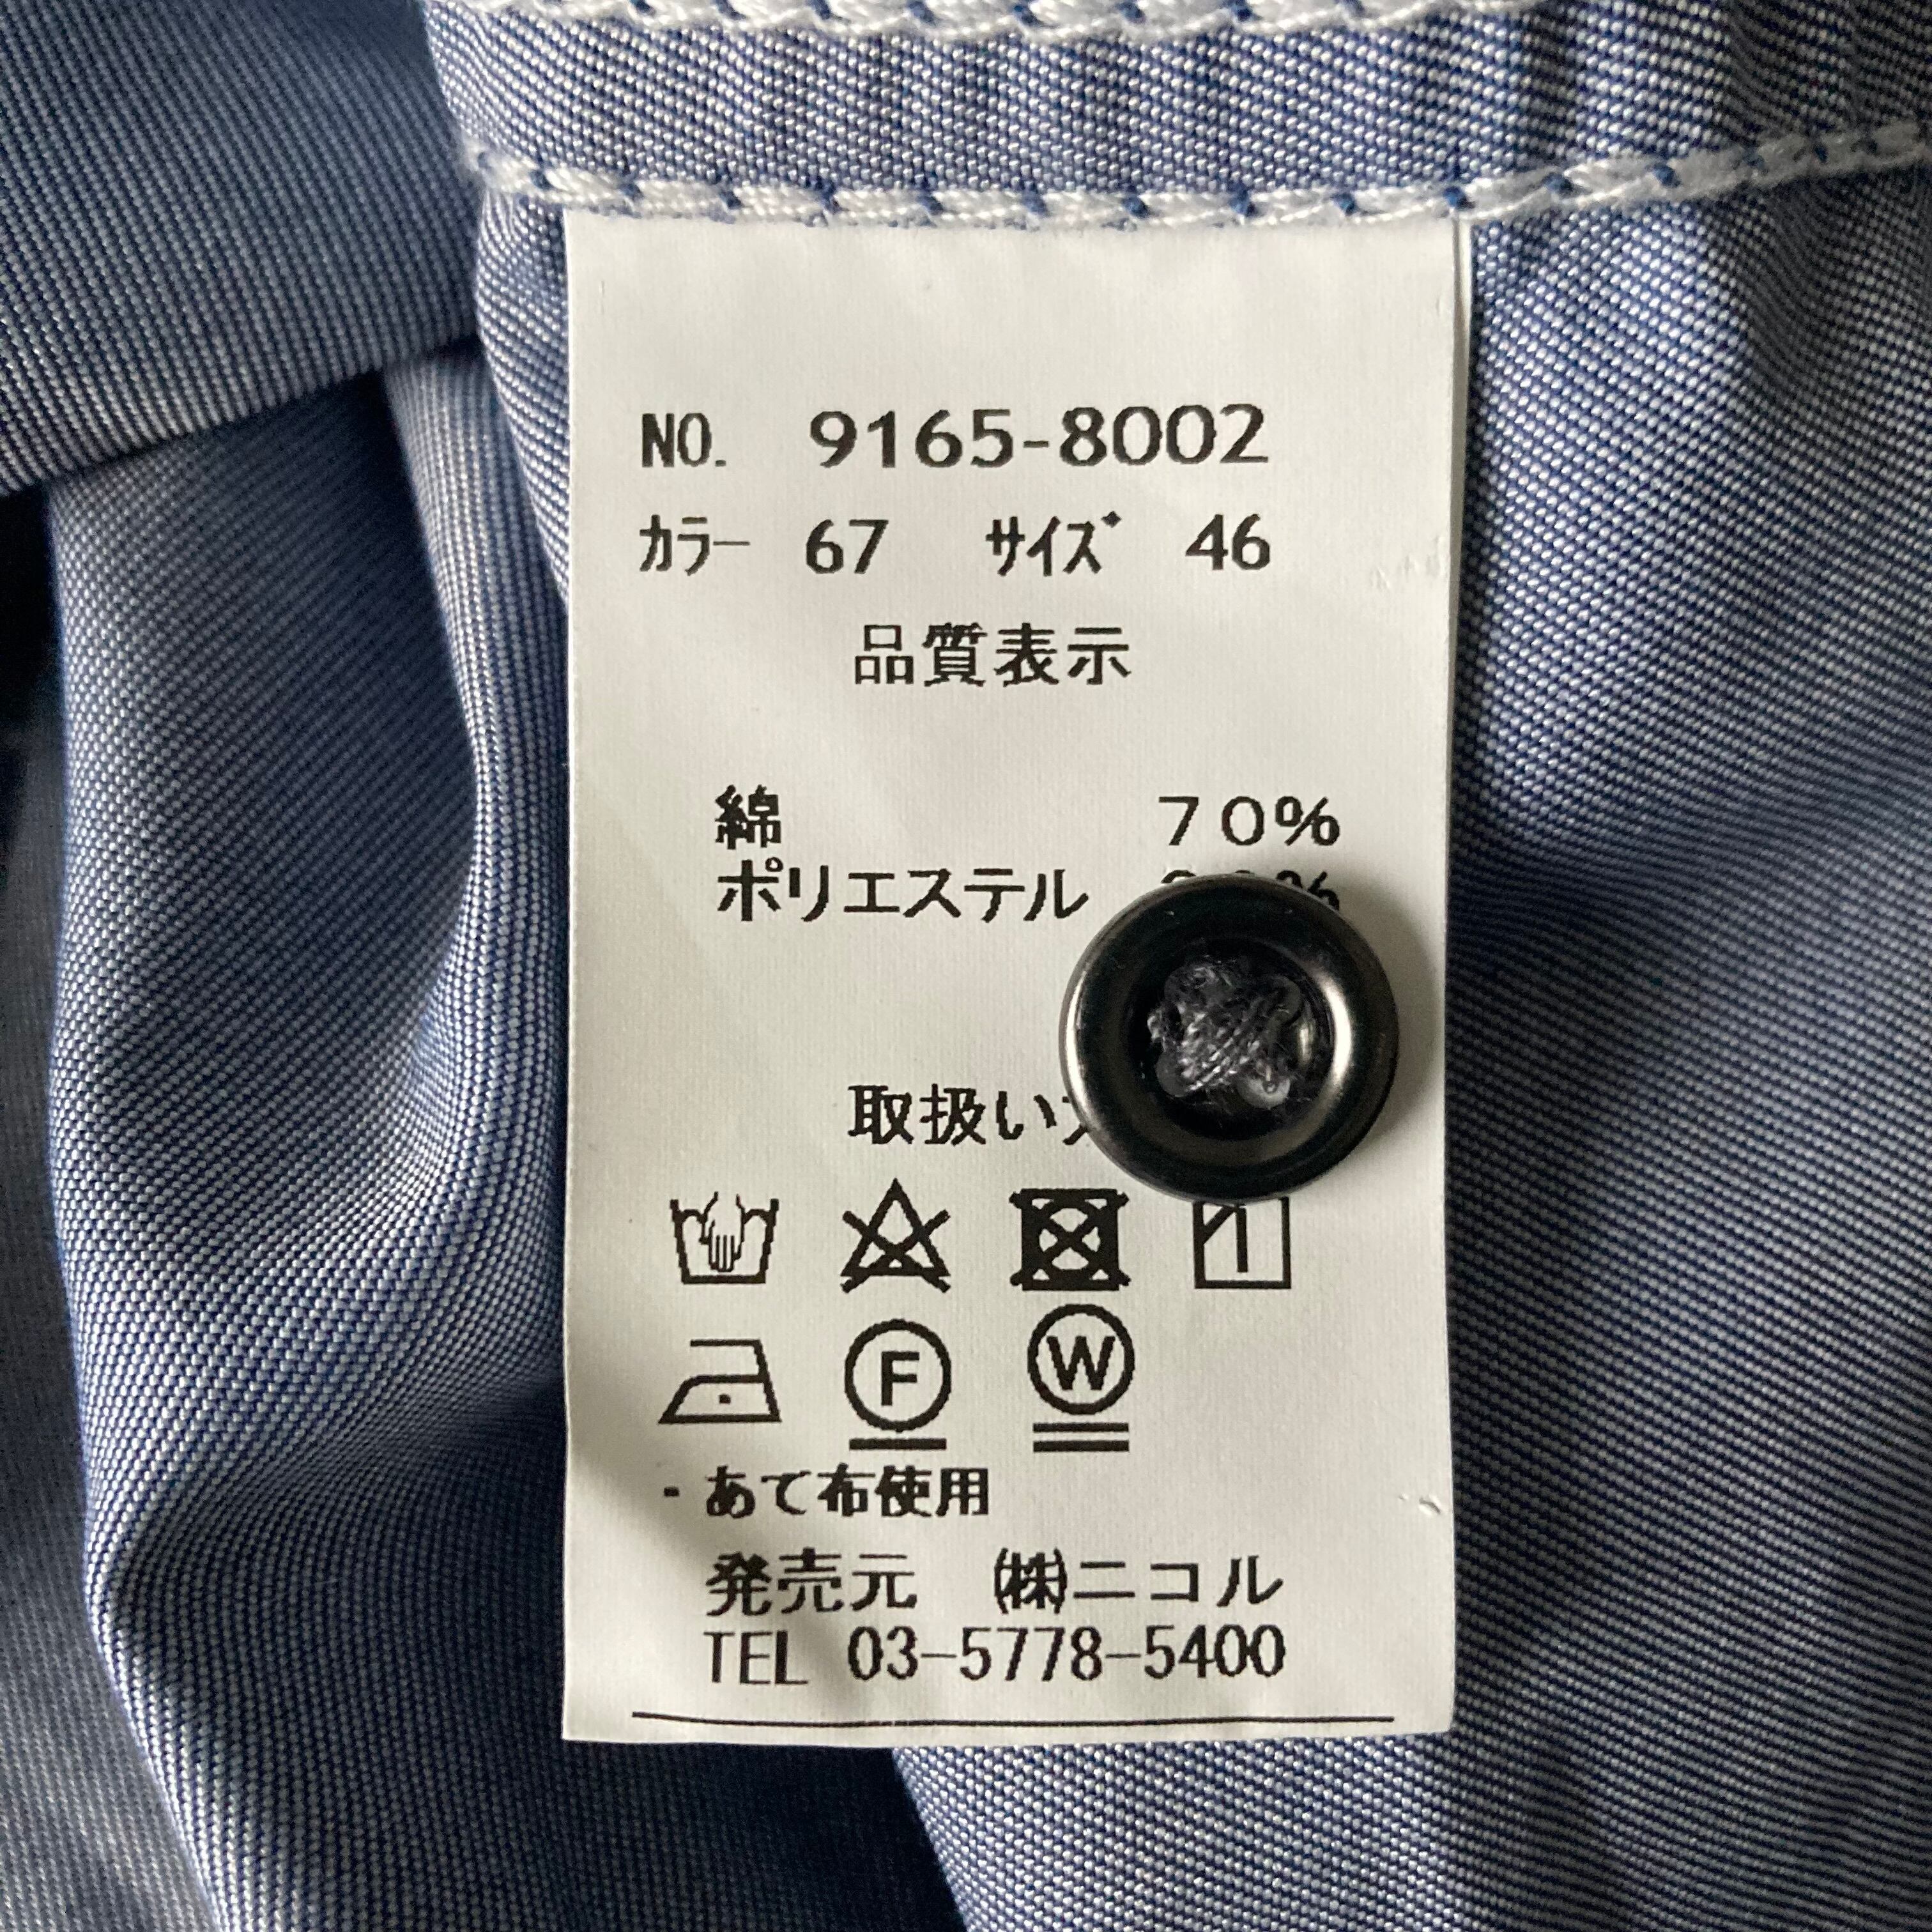 NO. 9165-8002
カラー 67 サイズ 46
品質表示
綿 70%
ポリエステル
取扱い
F W
・あて布使用
発売元 ㈱ニコル
TEL 03-5778-5400